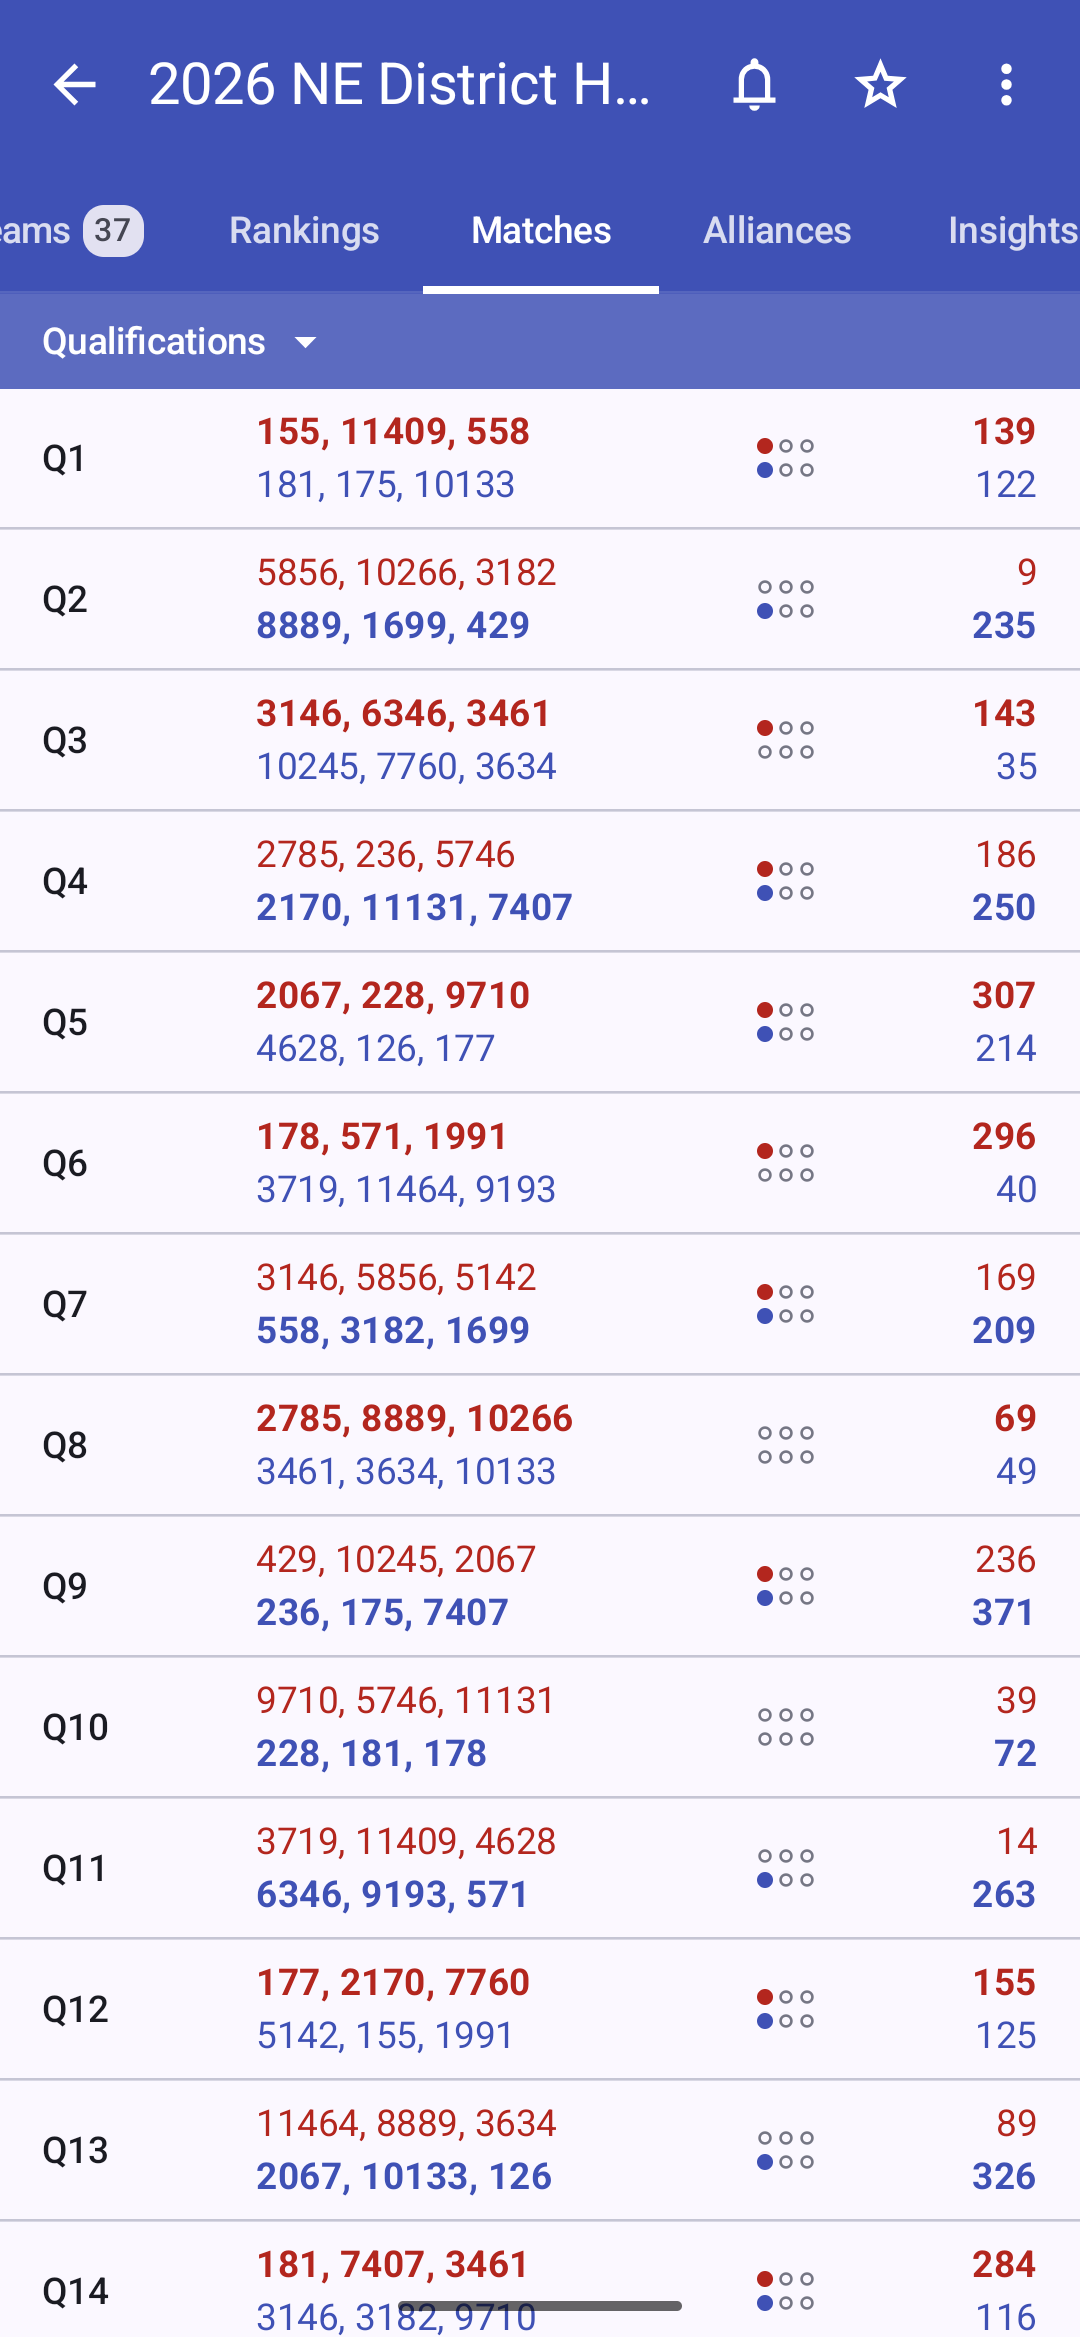 2026 NE District H...
eams 37 Rankings Matches Alliances Insights
Qualifications
Q1
155, 11409, 558
139
181, 175, 10133
122
Q2
5856, 10266, 3182
9
8889, 1699, 429
235
Q3
3146, 6346, 3461
143
10245, 7760, 3634
35
Q4
2785, 236, 5746
186
2170, 11131, 7407
250
Q5
2067, 228, 9710
307
4628, 126, 177
214
Q6
178, 571, 1991
296
3719, 11464, 9193
40
Q7
3146, 5856, 5142
169
558, 3182, 1699
209
Q8
2785, 8889, 10266
69
3461, 3634, 10133
49
Q9
429, 10245, 2067
236
236, 175, 7407
371
Q10
9710, 5746, 11131
39
228, 181, 178
72
Q11
3719, 11409, 4628
14
6346, 9193, 571
263
Q12
177, 2170, 7760
155
5142, 155, 1991
125
Q13
11464, 8889, 3634
89
2067, 10133, 126
326
Q14
181, 7407, 3461
284
3146, 3182, 9710
116